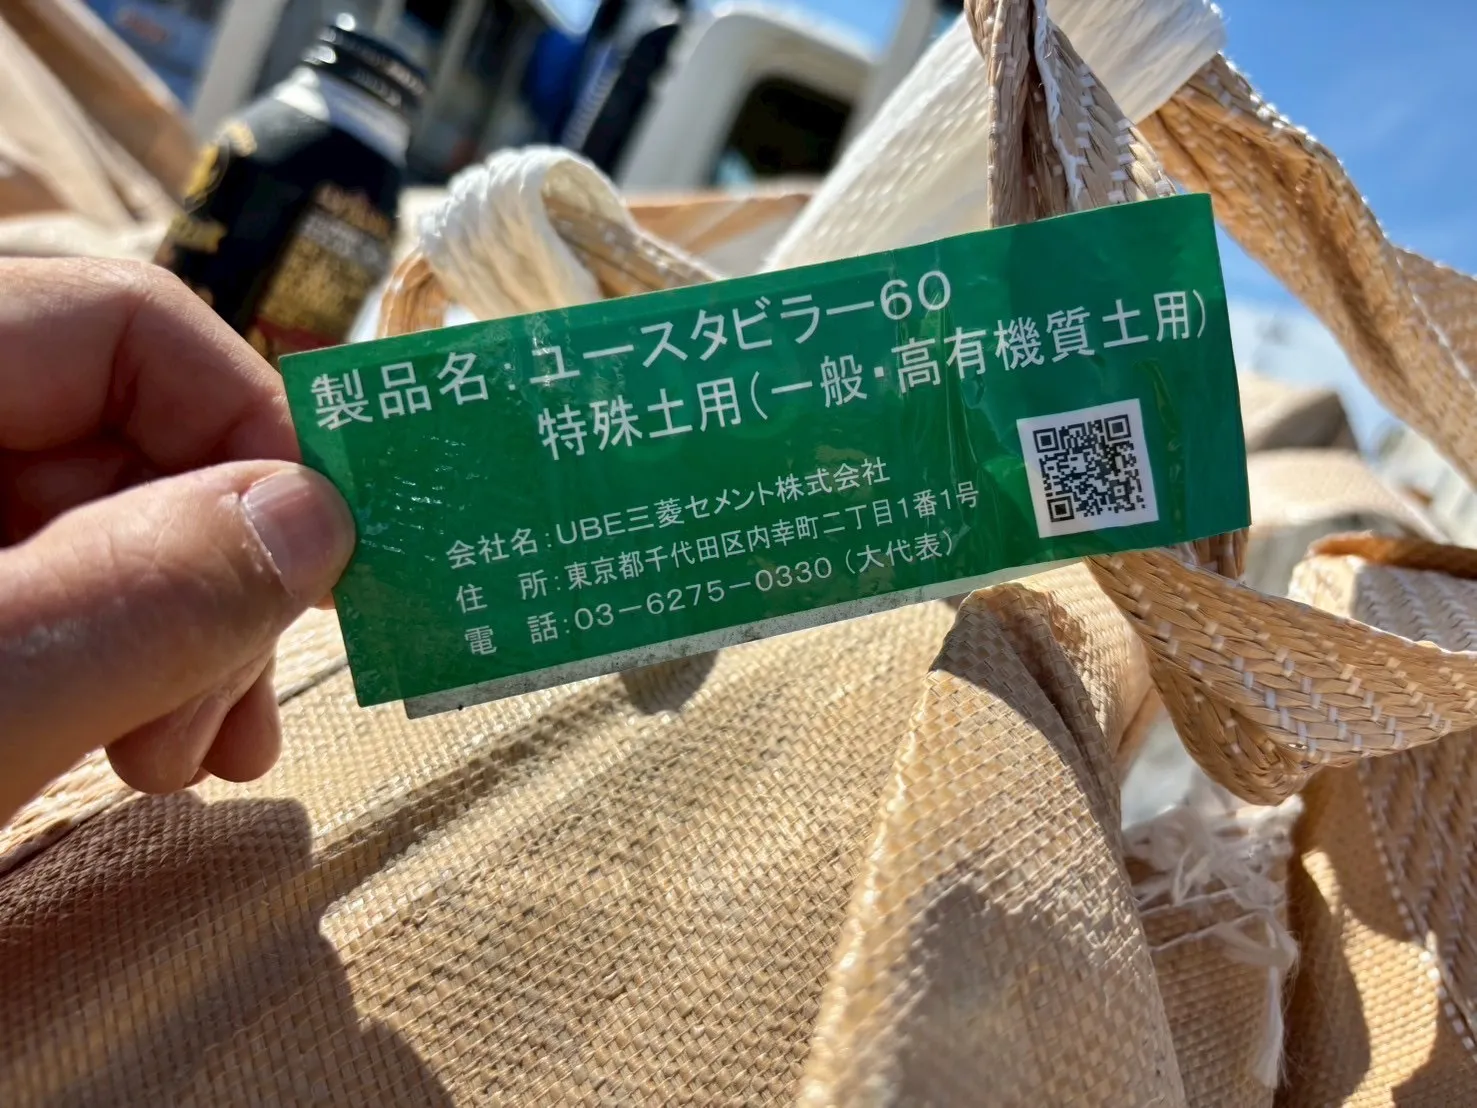 製品名:ユースタビラー60
特殊土用(一般・高有機質土用)
会社名:UBE三菱セメント株式会社
住　所:東京都千代田区内幸町二丁目1番1号
電　話:03-6275-0330(大代表)